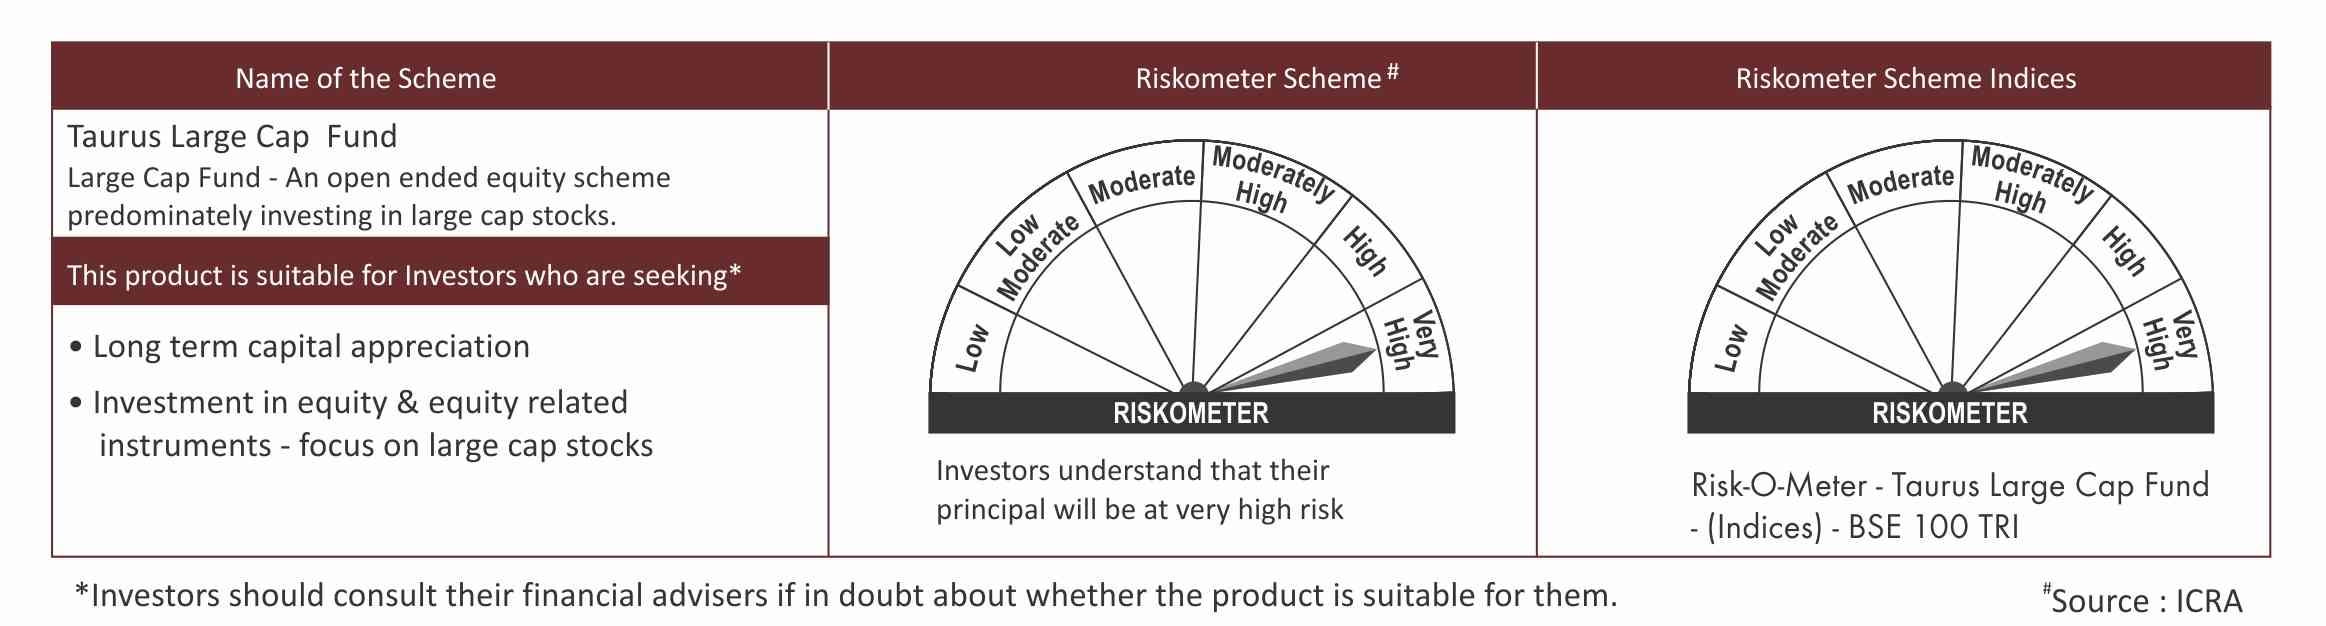 Name of the Scheme
Riskometer Scheme#
Riskometer Scheme Indices
Taurus Large Cap Fund
Large Cap Fund - An open ended equity scheme
predominately investing in large cap stocks.
This product is suitable for Investors who are seeking*
• Long term capital appreciation
• Investment in equity & equity related
instruments - focus on large cap stocks
Low
Low
Moderate
Moderate
Moderately
High
High
Very
High
RISKOMETER
Investors understand that their
principal will be at very high risk
Low
Low
Moderate
Moderate
Moderately
High
High
Very
High
RISKOMETER
Risk-O-Meter - Taurus Large Cap Fund
- (Indices) - BSE 100 TRI
*Investors should consult their financial advisers if in doubt about whether the product is suitable for them.
#Source : ICRA